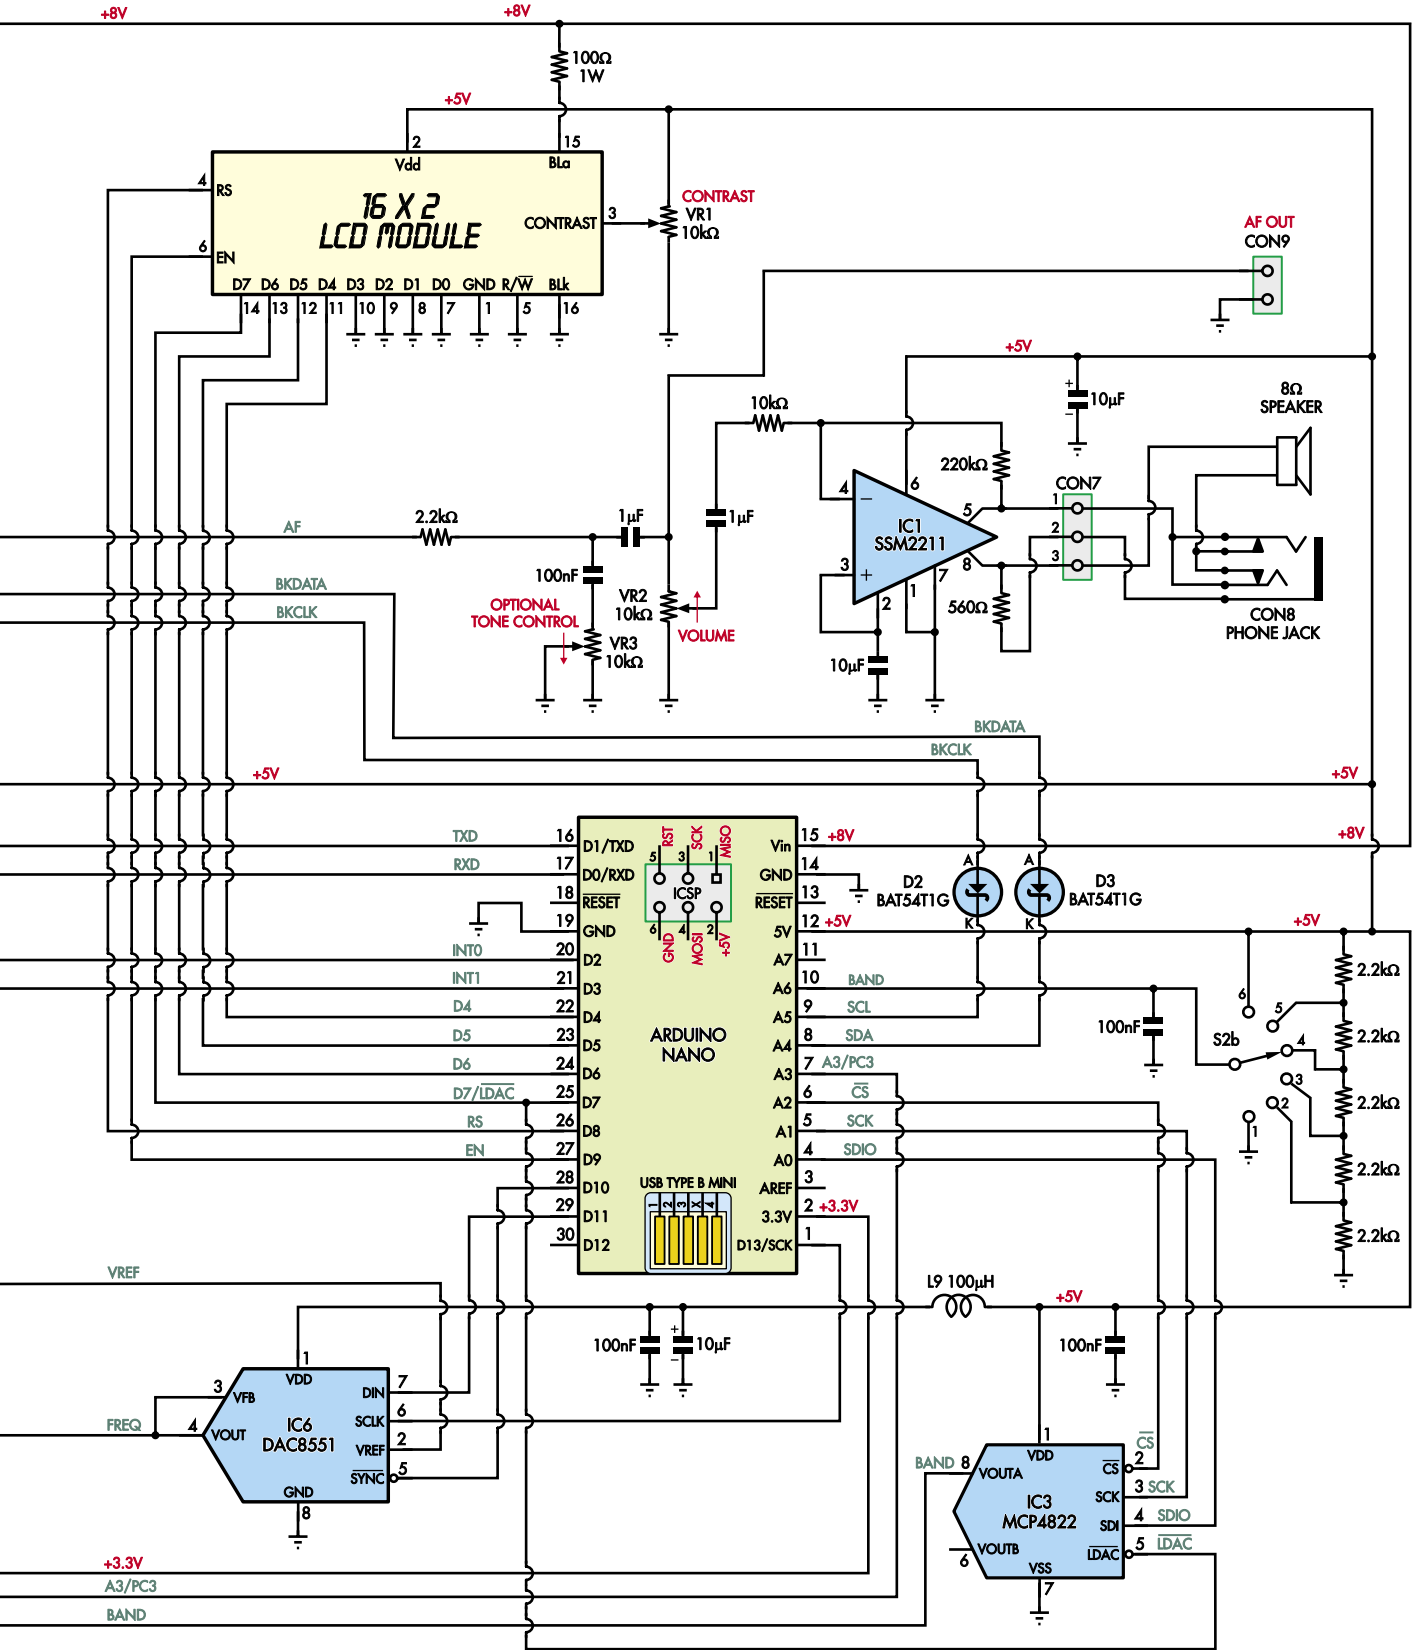 +8V
+8V
100Ω
1W
+5V
2
15
Vdd
BLa
4
RS
16 X 2
LCD MODULE
CONTRAST
3
CONTRAST
VR1
10kΩ
6
EN
D7 D6 D5 D4 D3 D2 D1 D0 GND R/W̅ BLk
14 13 12 11 10 9 8 7 1 5 16
AF OUT
CON9
+5V
+
10µF
−
8Ω
SPEAKER
10kΩ
220kΩ
6
4
−
5
IC1
SSM2211
3
+
8
7
1
2
CON7
1
2
3
560Ω
10µF
CON8
PHONE JACK
AF
2.2kΩ
1µF
1µF
100nF
BKDATA
BKCLK
OPTIONAL
TONE CONTROL
VR2
10kΩ
VOLUME
VR3
10kΩ
BKDATA
BKCLK
+5V
+5V
+8V
TXD
16
D1/TXD
RXD
17
D0/RXD
18
R̅E̅S̅E̅T̅
19
GND
INT0
20
D2
INT1
21
D3
D4
22
D4
D5
23
D5
D6
24
D6
D7/L̅D̅A̅C̅
25
D7
RS
26
D8
EN
27
D9
28
D10
29
D11
30
D12
RST
SCK
MISO
5
3
1
ICSP
6
4
2
GND
MOSI
+5V
ARDUINO
NANO
USB TYPE B MINI
1 2 3 X 4
Vin
15
+8V
GND
14
R̅E̅S̅E̅T̅
13
5V
12
+5V
A7
11
A6
10
BAND
A5
9
SCL
A4
8
SDA
A3
7
A3/PC3
A2
6
C̅S̅
A1
5
SCK
A0
4
SDIO
AREF
3
3.3V
2
+3.3V
D13/SCK
1
A
D2
BAT54T1G
K
A
D3
BAT54T1G
K
+5V
2.2kΩ
2.2kΩ
2.2kΩ
2.2kΩ
2.2kΩ
100nF
S2b
6
5
4
3
2
1
VREF
L9 100µH
+5V
100nF
+
10µF
−
100nF
1
VDD
3
VFB
DIN
7
FREQ
4
VOUT
IC6
DAC8551
SCLK
6
VREF
2
S̅Y̅N̅C̅
5
GND
8
1
VDD
BAND
8
VOUTA
C̅S̅
C̅S̅
2
IC3
MCP4822
SCK
3
SCK
SDI
4
SDIO
VOUTB
6
L̅D̅A̅C̅
5
L̅D̅A̅C̅
VSS
7
+3.3V
A3/PC3
BAND